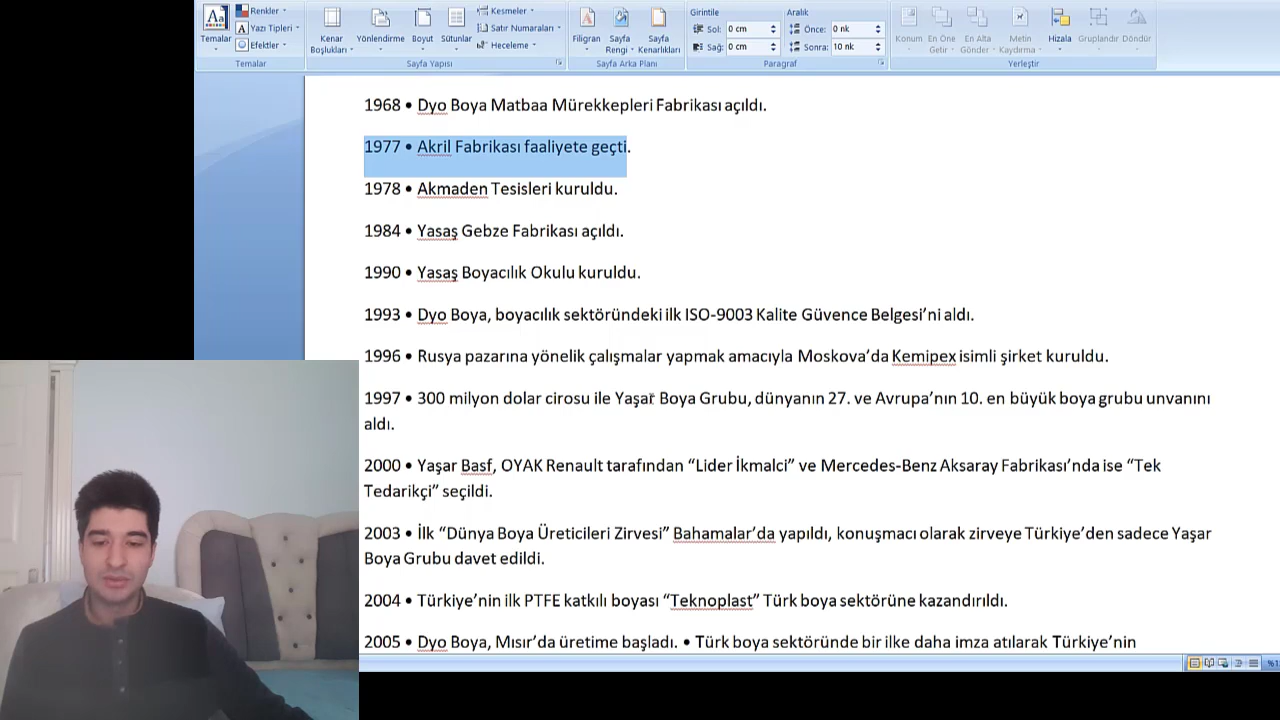 Temalar
Renkler
Yazı Tipleri
Efektler
Temalar
Kenar Boşlukları
Yönlendirme
Boyut
Sütunlar
Kesmeler
Satır Numaraları
Heceleme
Sayfa Yapısı
Filigran
Sayfa Rengi
Sayfa Kenarlıkları
Sayfa Arka Planı
Girintile
Sol: 0 cm
Sağ: 0 cm
Aralık
Önce: 0 nk
Sonra: 10 nk
Paragraf
Konum
En Öne Getir
En Alta Gönder
Metin Kaydırma
Hizala
Gruplandır
Döndür
Yerleştir
1968 • Dyo Boya Matbaa Mürekkepleri Fabrikası açıldı.
1977 • Akril Fabrikası faaliyete geçti.
1978 • Akmaden Tesisleri kuruldu.
1984 • Yasaş Gebze Fabrikası açıldı.
1990 • Yasaş Boyacılık Okulu kuruldu.
1993 • Dyo Boya, boyacılık sektöründeki ilk ISO-9003 Kalite Güvence Belgesi’ni aldı.
1996 • Rusya pazarına yönelik çalışmalar yapmak amacıyla Moskova’da Kemipex isimli şirket kuruldu.
1997 • 300 milyon dolar cirosu ile Yaşar Boya Grubu, dünyanın 27. ve Avrupa’nın 10. en büyük boya grubu unvanını
aldı.
2000 • Yaşar Basf, OYAK Renault tarafından “Lider İkmalci” ve Mercedes-Benz Aksaray Fabrikası’nda ise “Tek
Tedarikçi” seçildi.
2003 • İlk “Dünya Boya Üreticileri Zirvesi” Bahamalar’da yapıldı, konuşmacı olarak zirveye Türkiye’den sadece Yaşar
Boya Grubu davet edildi.
2004 • Türkiye’nin ilk PTFE katkılı boyası “Teknoplast” Türk boya sektörüne kazandırıldı.
2005 • Dyo Boya, Mısır’da üretime başladı. • Türk boya sektöründe bir ilke daha imza atılarak Türkiye’nin